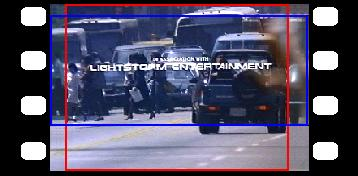 IN ASSOCIATION WITH
LIGHTSTORM ENTERTAINMENT